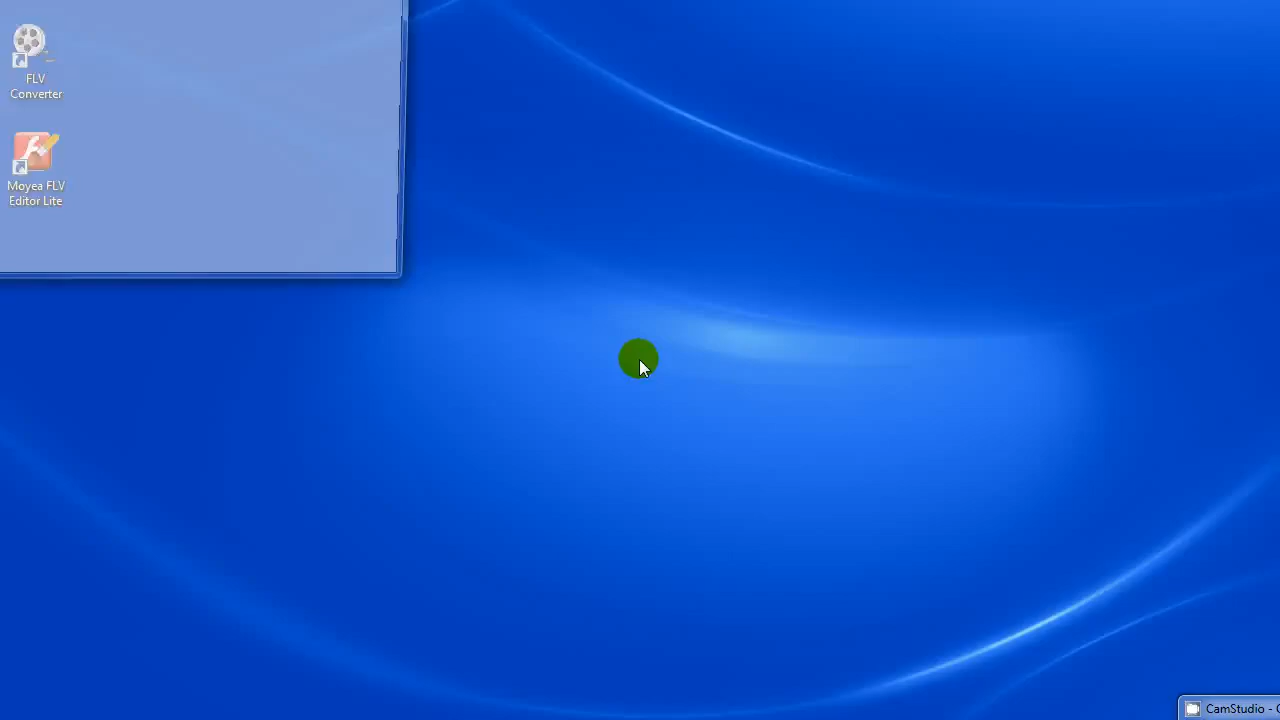 FLV
Converter
Moyea FLV
Editor Lite
CamStudio -